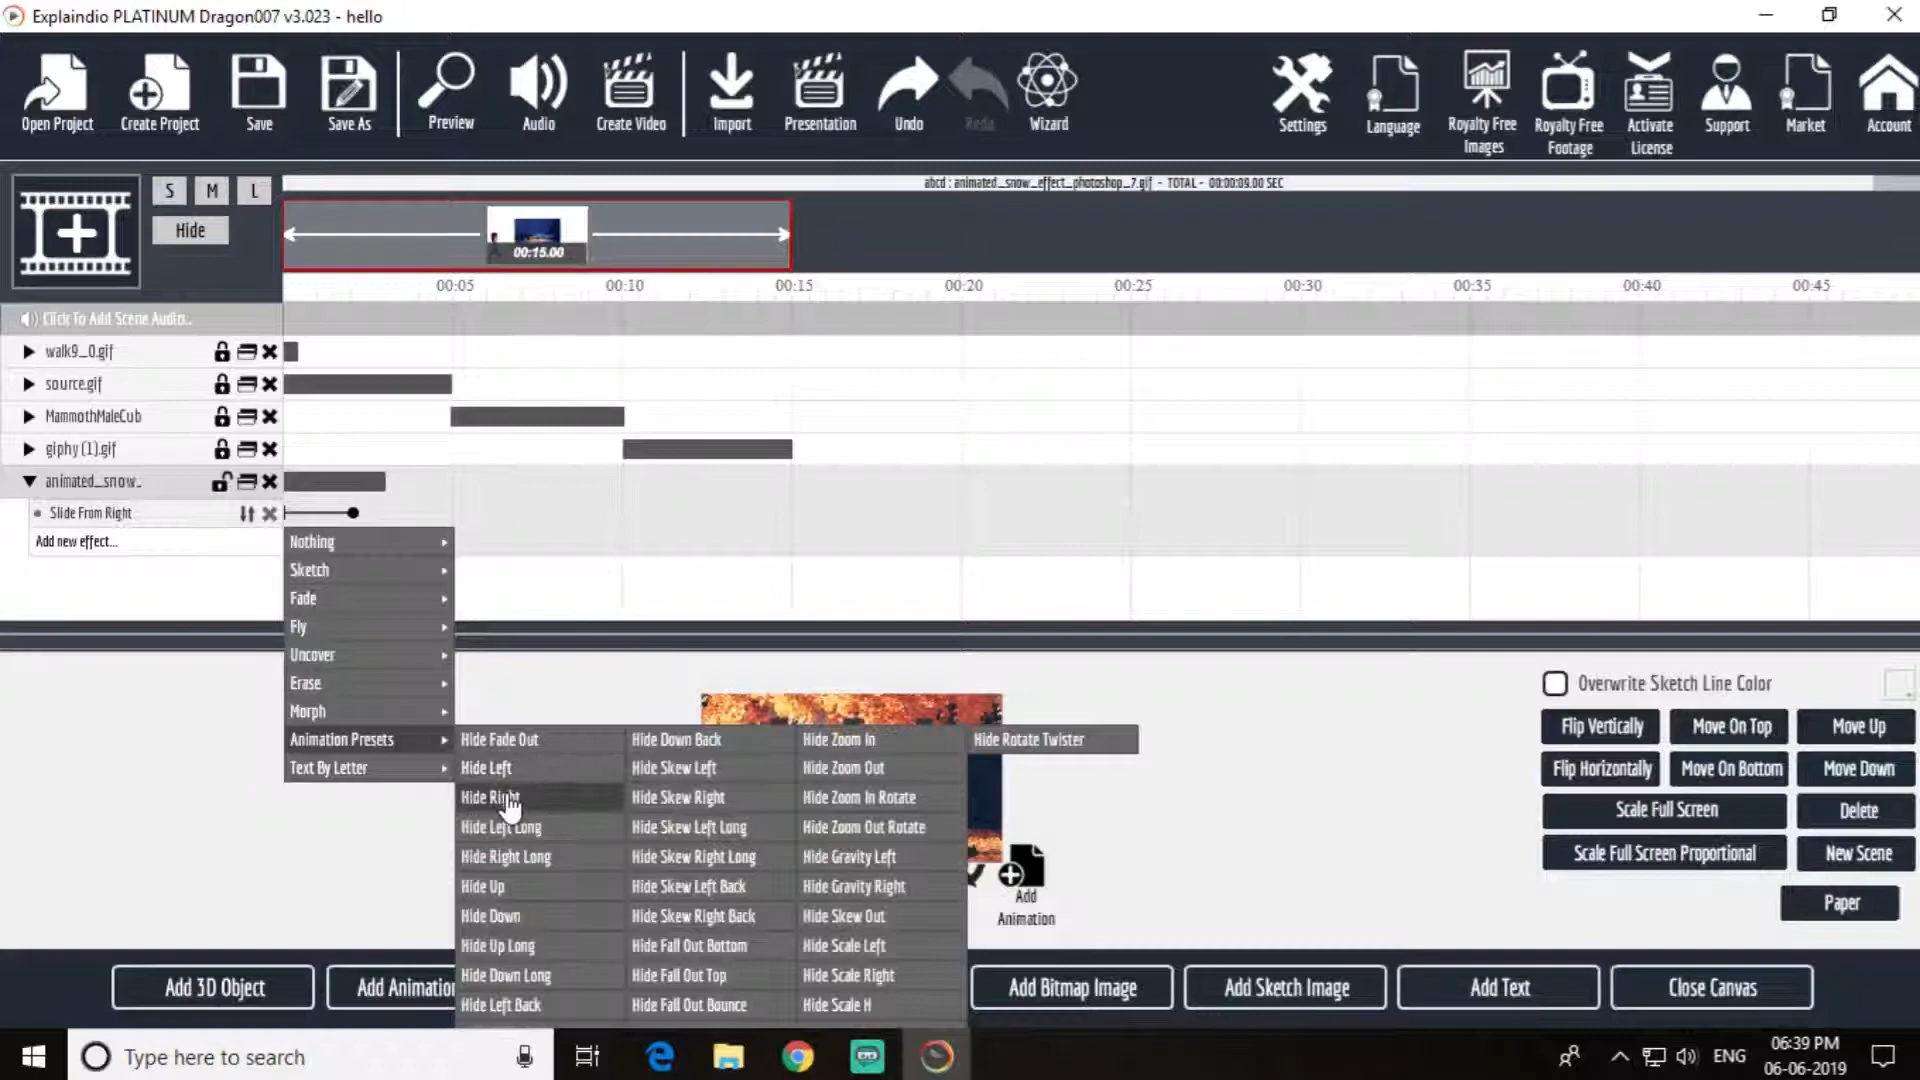 Explaindio PLATINUM Dragon007 v3.023 - hello
Open Project
Create Project
Save
Save As
Preview
Audio
Create Video
Import
Presentation
Undo
Redo
Wizard
Settings
Language
Royalty Free Images
Royalty Free Footage
Activate License
Support
Market
Account
S M L
Hide
abcd : animated_snow_effect_photoshop_7.gif - TOTAL - 00:00:09.00 SEC
00:15.00
00:05 00:10 00:15 00:20 00:25 00:30 00:35 00:40 00:45
Click To Add Scene Audio..
walk9_0.gif
source.gif
MammothMaleCub
giphy (1).gif
animated_snow_
Slide From Right
Add new effect...
Nothing
Sketch
Fade
Fly
Uncover
Erase
Morph
Animation Presets
Text By Letter
Hide Fade Out
Hide Left
Hide Right
Hide Left Long
Hide Right Long
Hide Up
Hide Down
Hide Up Long
Hide Down Long
Hide Left Back
Hide Down Back
Hide Skew Left
Hide Skew Right
Hide Skew Left Long
Hide Skew Right Long
Hide Skew Left Back
Hide Skew Right Back
Hide Fall Out Bottom
Hide Fall Out Top
Hide Fall Out Bounce
Hide Zoom In
Hide Zoom Out
Hide Zoom In Rotate
Hide Zoom Out Rotate
Hide Gravity Left
Hide Gravity Right
Hide Skew Out
Hide Scale Left
Hide Scale Right
Hide Scale H
Hide Rotate Twister
Add Animation
Overwrite Sketch Line Color
Flip Vertically Move On Top Move Up
Flip Horizontally Move On Bottom Move Down
Scale Full Screen Delete
Scale Full Screen Proportional New Scene
Paper
Add 3D Object
Add Animation
Add Bitmap Image
Add Sketch Image
Add Text
Close Canvas
Type here to search
ENG
06:39 PM
06-06-2019